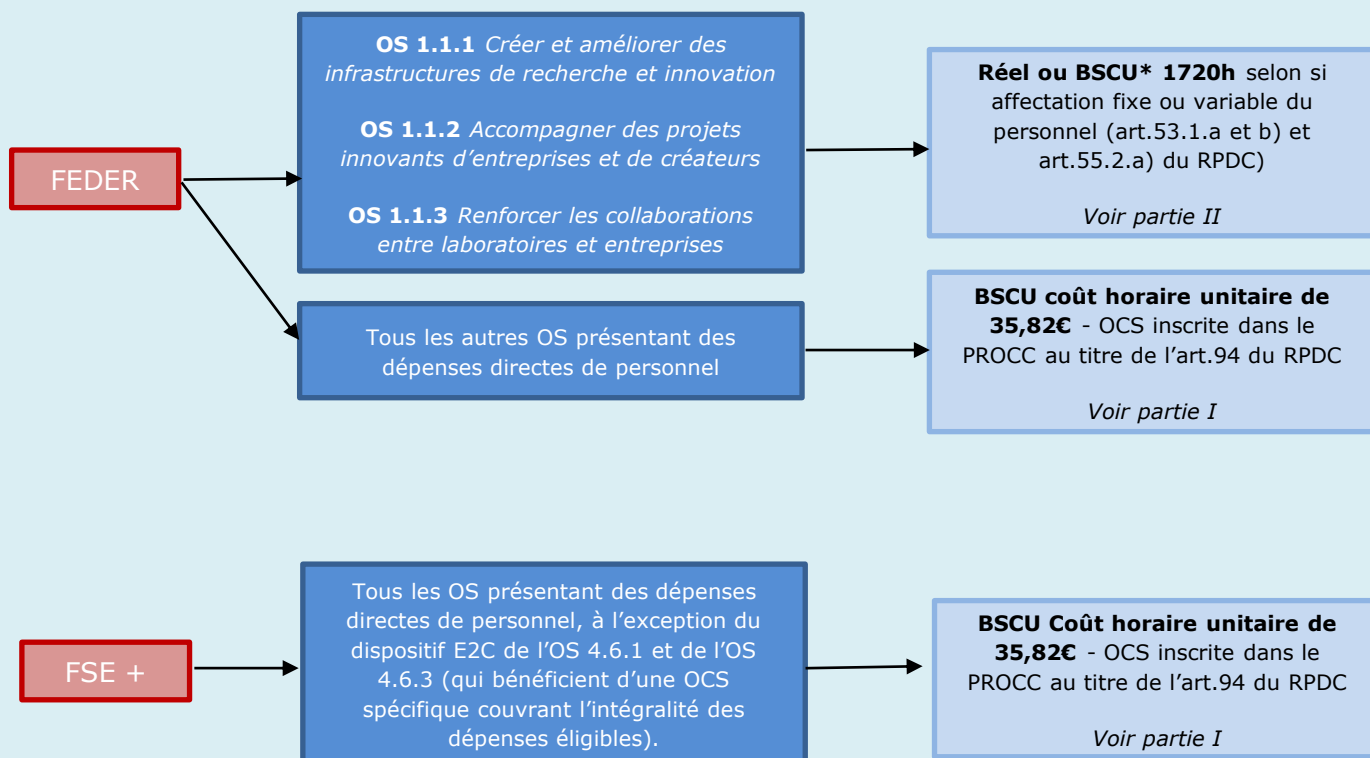 FEDER
OS 1.1.1 Créer et améliorer des
infrastructures de recherche et innovation
OS 1.1.2 Accompagner des projets
innovants d’entreprises et de créateurs
OS 1.1.3 Renforcer les collaborations
entre laboratoires et entreprises
Réel ou BSCU* 1720h selon si
affectation fixe ou variable du
personnel (art.53.1.a et b) et
art.55.2.a) du RPDC)
Voir partie II
Tous les autres OS présentant des
dépenses directes de personnel
BSCU coût horaire unitaire de
35,82€ - OCS inscrite dans le
PROCC au titre de l’art.94 du RPDC
Voir partie I
FSE +
Tous les OS présentant des dépenses
directes de personnel, à l’exception du
dispositif E2C de l’OS 4.6.1 et de l’OS
4.6.3 (qui bénéficient d’une OCS
spécifique couvrant l’intégralité des
dépenses éligibles).
BSCU Coût horaire unitaire de
35,82€ - OCS inscrite dans le
PROCC au titre de l’art.94 du RPDC
Voir partie I